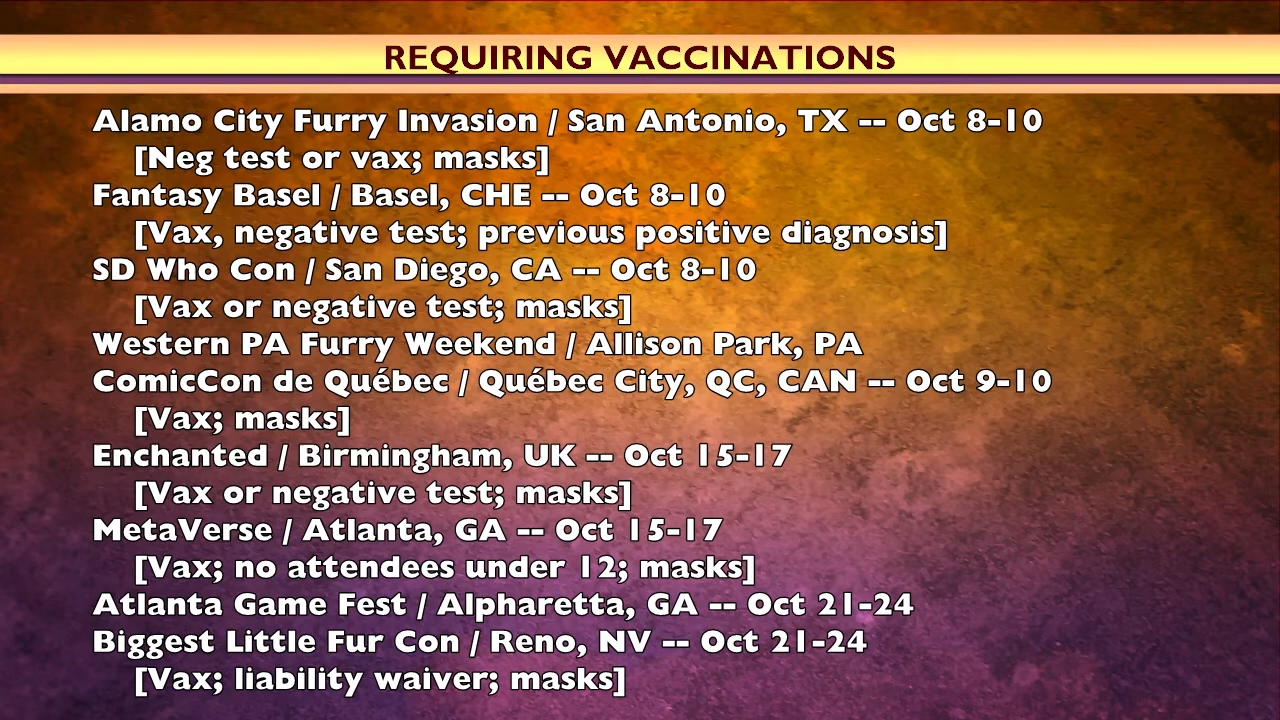 REQUIRING VACCINATIONS
Alamo City Furry Invasion / San Antonio, TX -- Oct 8-10
[Neg test or vax; masks]
Fantasy Basel / Basel, CHE -- Oct 8-10
[Vax, negative test; previous positive diagnosis]
SD Who Con / San Diego, CA -- Oct 8-10
[Vax or negative test; masks]
Western PA Furry Weekend / Allison Park, PA
ComicCon de Québec / Québec City, QC, CAN -- Oct 9-10
[Vax; masks]
Enchanted / Birmingham, UK -- Oct 15-17
[Vax or negative test; masks]
MetaVerse / Atlanta, GA -- Oct 15-17
[Vax; no attendees under 12; masks]
Atlanta Game Fest / Alpharetta, GA -- Oct 21-24
Biggest Little Fur Con / Reno, NV -- Oct 21-24
[Vax; liability waiver; masks]